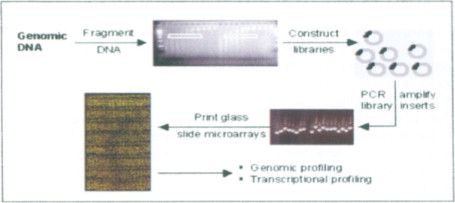 Genomic
DNA
Fragment
DNA
Construct
libraries
PCR amplify
library inserts
Print glass
slide microarrays
• Genomic profiling
• Transcriptional profiling